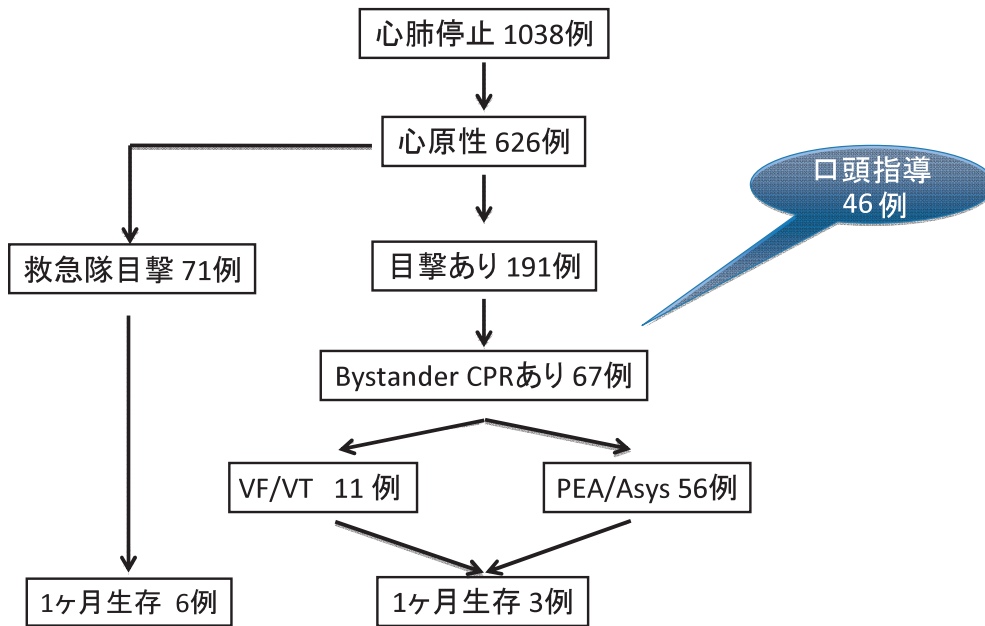 心肺停止 1038例
心原性 626例
口頭指導
46 例
救急隊目撃 71例
目撃あり 191例
Bystander CPRあり 67例
VF/VT 11 例
PEA/Asys 56例
1ヶ月生存 6例
1ヶ月生存 3例